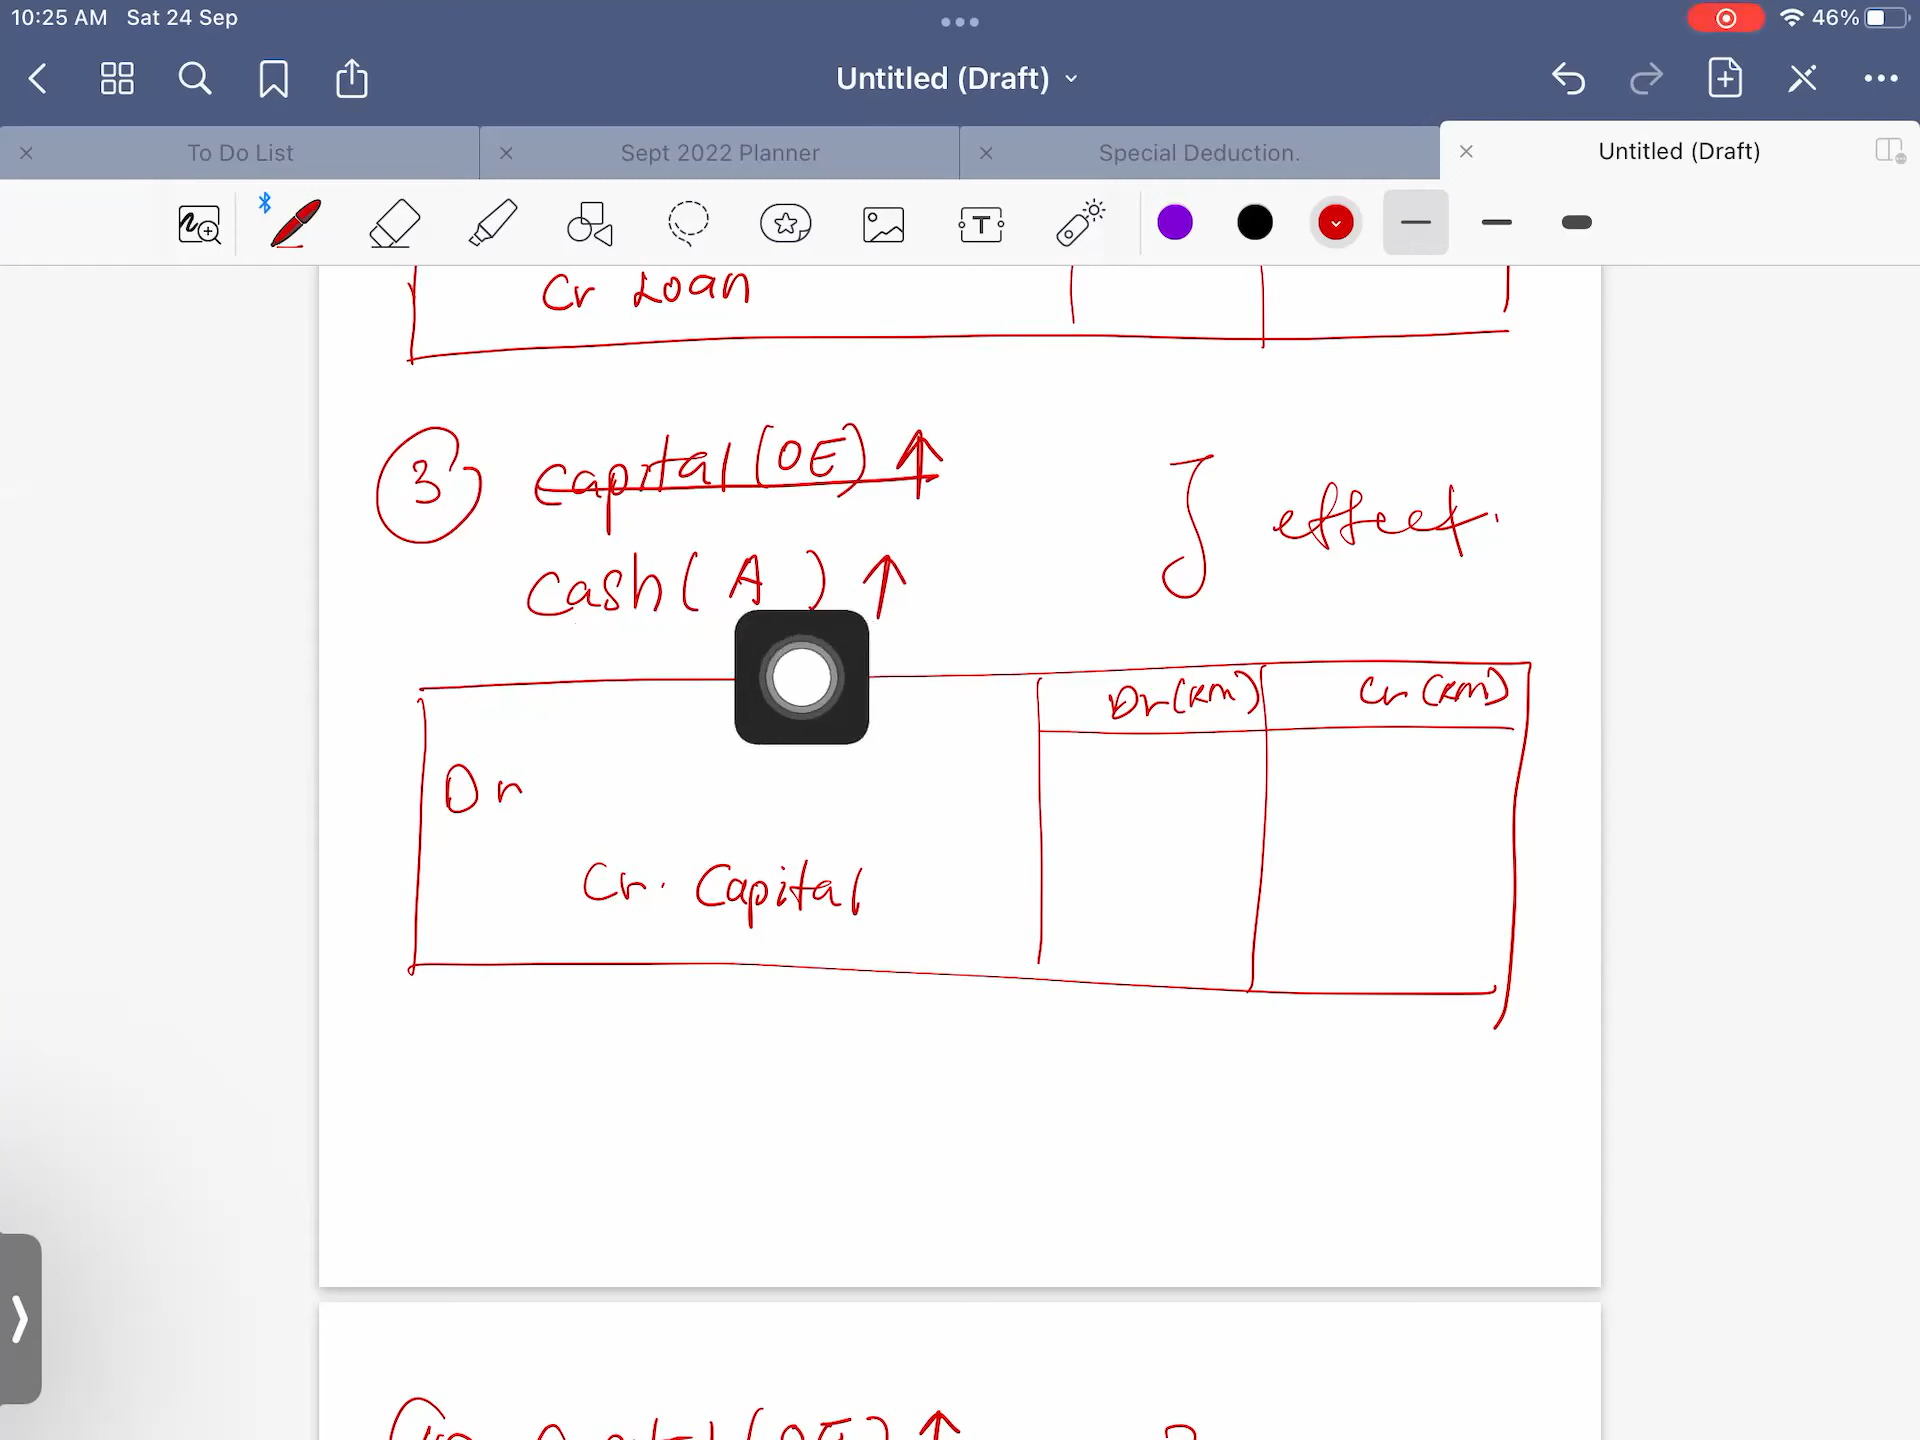 10:25 AM Sat 24 Sep
46%
Untitled (Draft)
To Do List
Sept 2022 Planner
Special Deduction.
Untitled (Draft)
T
Cr Loan
3 capital (OE) ↑
effect.
cash (A) ↑
Dr (RM) Cr (RM)
Dr
Cr. Capital